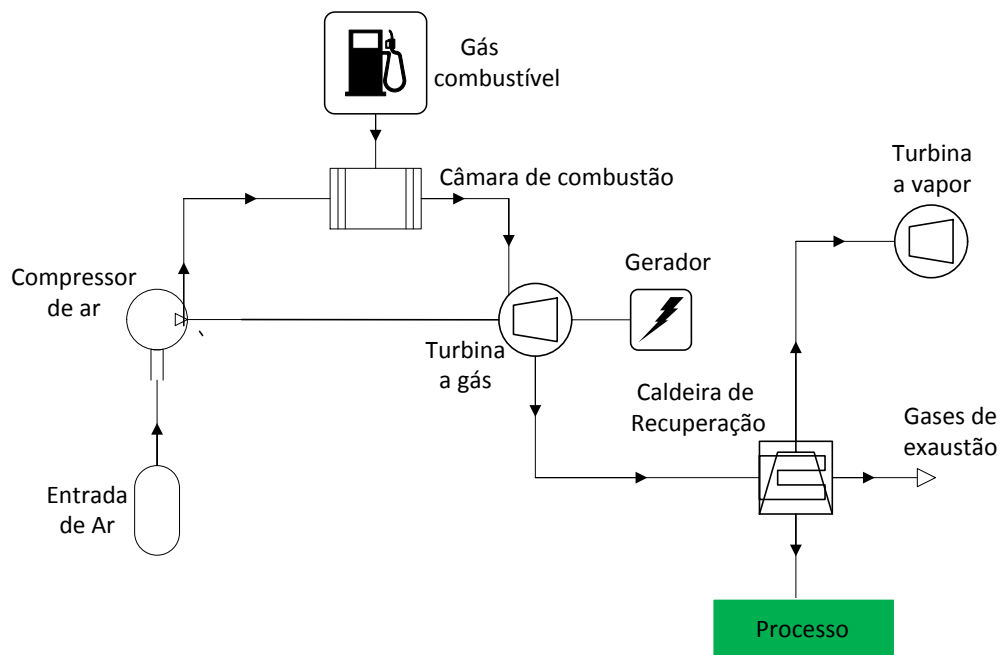 Gás
combustível
Câmara de combustão
Turbina
a vapor
Compressor
de ar
Gerador
Turbina
a gás
Caldeira de
Recuperação
Gases de
exaustão
Entrada
de Ar
Processo